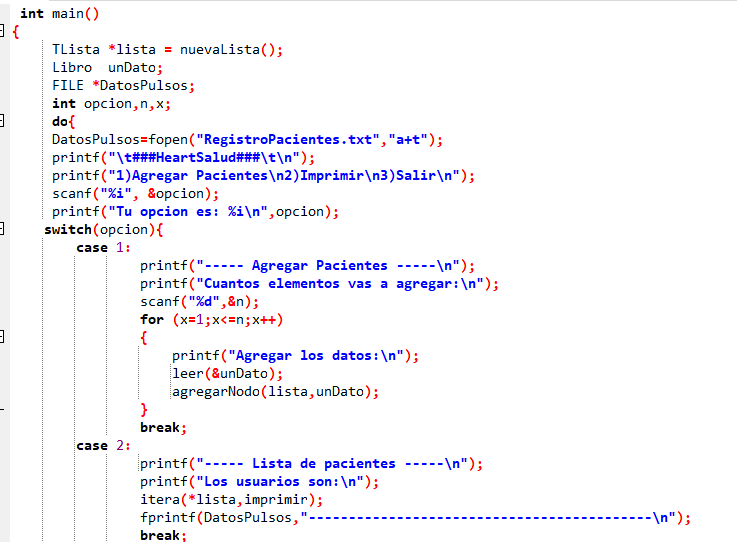 int main()
{
TLista *lista = nuevaLista();
Libro  unDato;
FILE *DatosPulsos;
int opcion,n,x;
do{
DatosPulsos=fopen("RegistroPacientes.txt","a+t");
printf("\t###HeartSalud###\t\n");
printf("1)Agregar Pacientes\n2)Imprimir\n3)Salir\n");
scanf("%i", &opcion);
printf("Tu opcion es: %i\n",opcion);
switch(opcion){
case 1:
printf("----- Agregar Pacientes -----\n");
printf("Cuantos elementos vas a agregar:\n");
scanf("%d",&n);
for (x=1;x<=n;x++)
{
printf("Agregar los datos:\n");
leer(&unDato);
agregarNodo(lista,unDato);
}
break;
case 2:
printf("----- Lista de pacientes -----\n");
printf("Los usuarios son:\n");
itera(*lista,imprimir);
fprintf(DatosPulsos,"-------------------------------------------\n");
break;